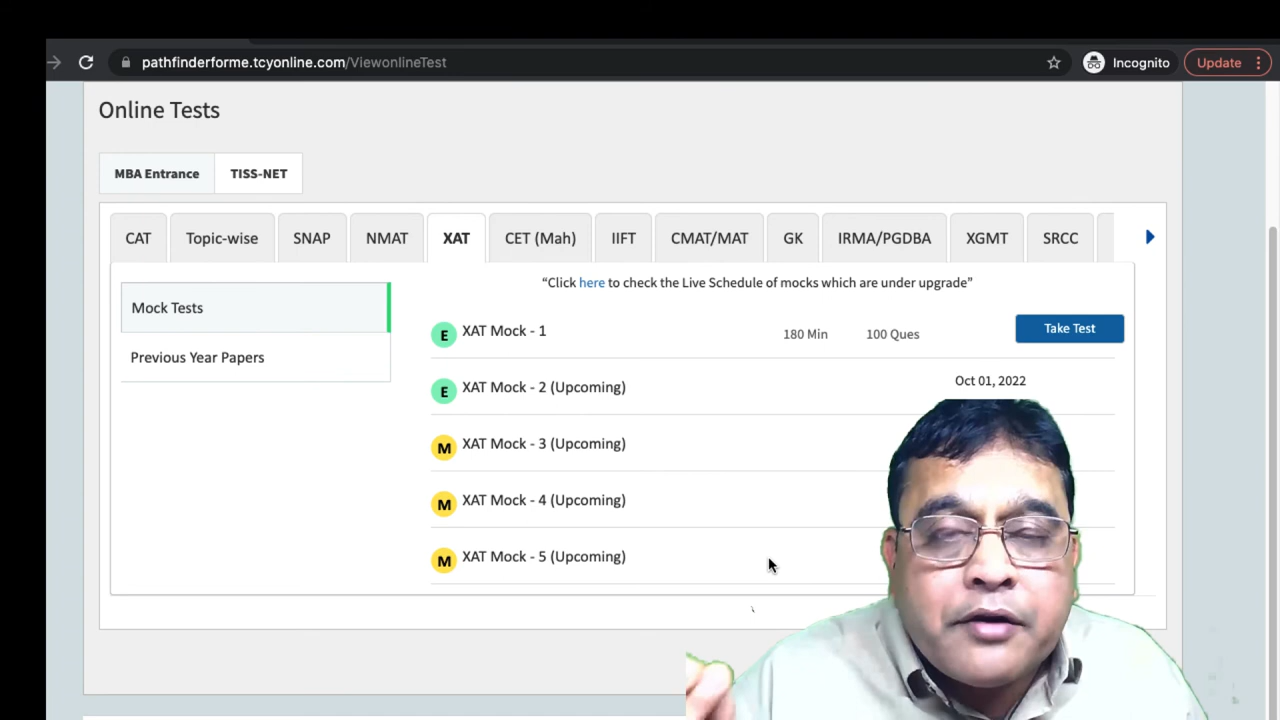 pathfinderforme.tcyonline.com/ViewonlineTest
Incognito
Update
Online Tests
MBA Entrance
TISS-NET
CAT
Topic-wise
SNAP
NMAT
XAT
CET (Mah)
IIFT
CMAT/MAT
GK
IRMA/PGDBA
XGMT
SRCC
“Click here to check the Live Schedule of mocks which are under upgrade”
Mock Tests
Previous Year Papers
E XAT Mock - 1 180 Min 100 Ques Take Test
E XAT Mock - 2 (Upcoming) Oct 01, 2022
M XAT Mock - 3 (Upcoming)
M XAT Mock - 4 (Upcoming)
M XAT Mock - 5 (Upcoming)